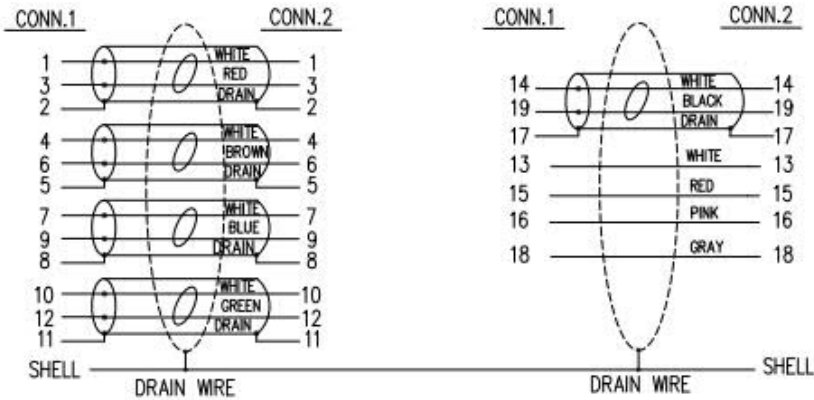 CONN.1 CONN.2
1 WHITE 1
3 RED 3
2 DRAIN 2
4 WHITE 4
6 BROWN 6
5 DRAIN 5
7 WHITE 7
9 BLUE 9
8 DRAIN 8
10 WHITE 10
12 GREEN 12
11 DRAIN 11
CONN.1 CONN.2
14 WHITE 14
19 BLACK 19
17 DRAIN 17
13 WHITE 13
15 RED 15
16 PINK 16
18 GRAY 18
SHELL SHELL
DRAIN WIRE DRAIN WIRE